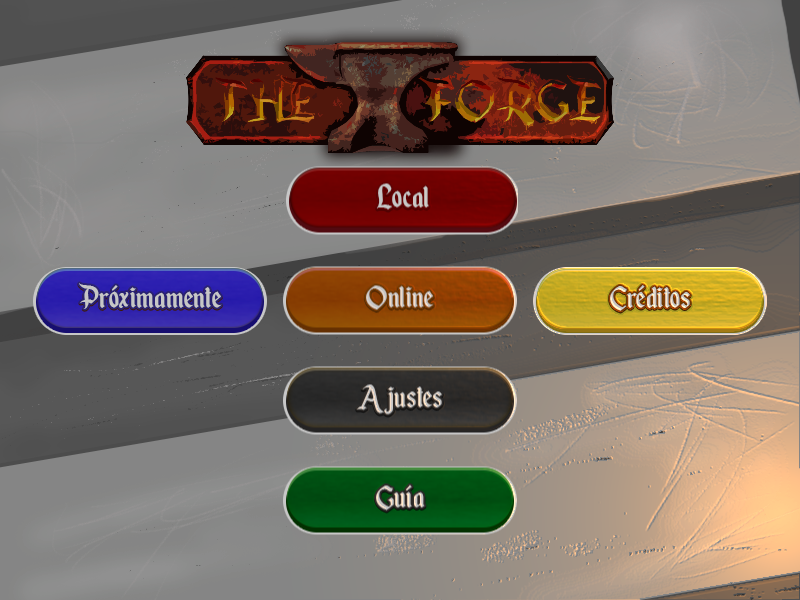 THE FORGE
Local
Próximamente
Online
Créditos
Ajustes
Guía